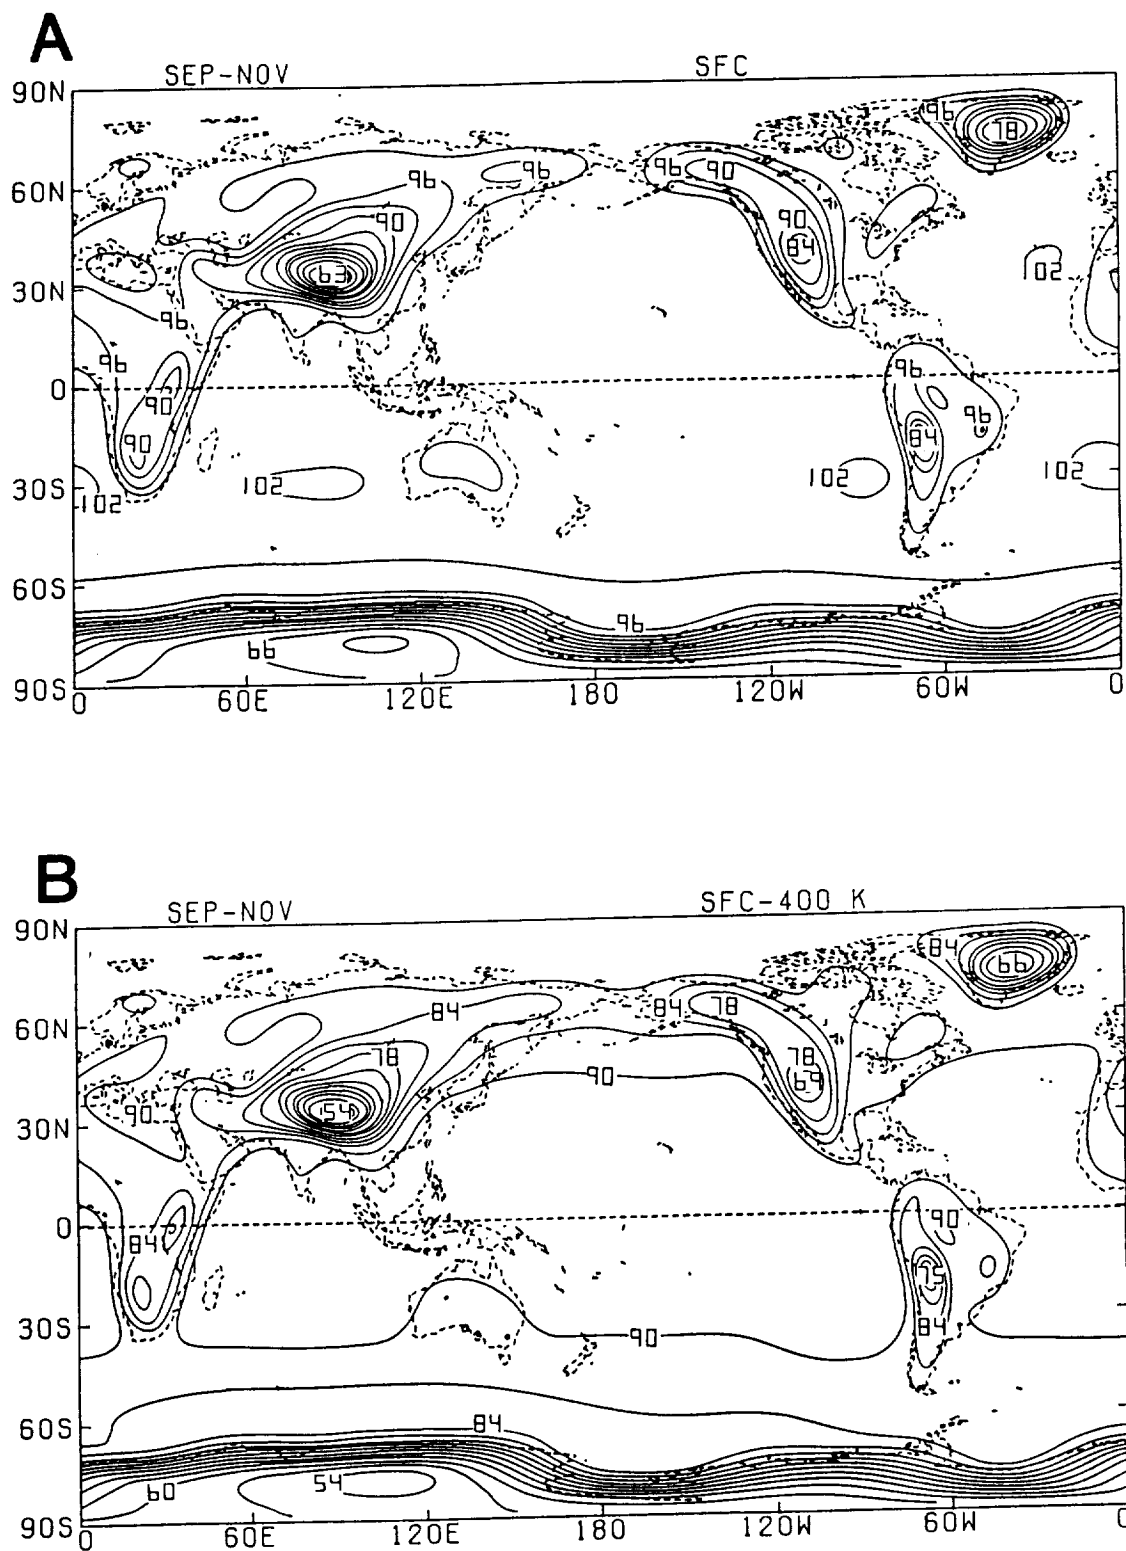 A
SEP-NOV SFC
90N
96 78
96 96 96 90
60N
90 90
84
63
102
30N
96
96 96
0
90 96
90 84
102 102 102
30S
102
60S
96
66
90S
0 60E 120E 180 120W 60W 0
B
SEP-NOV SFC-400 K
90N
84 66
84 84 78
60N
78 78
69
90
54
90
30N
90
0
84
75
84
30S 90
60S 84
60 54
90S
0 60E 120E 180 120W 60W 0